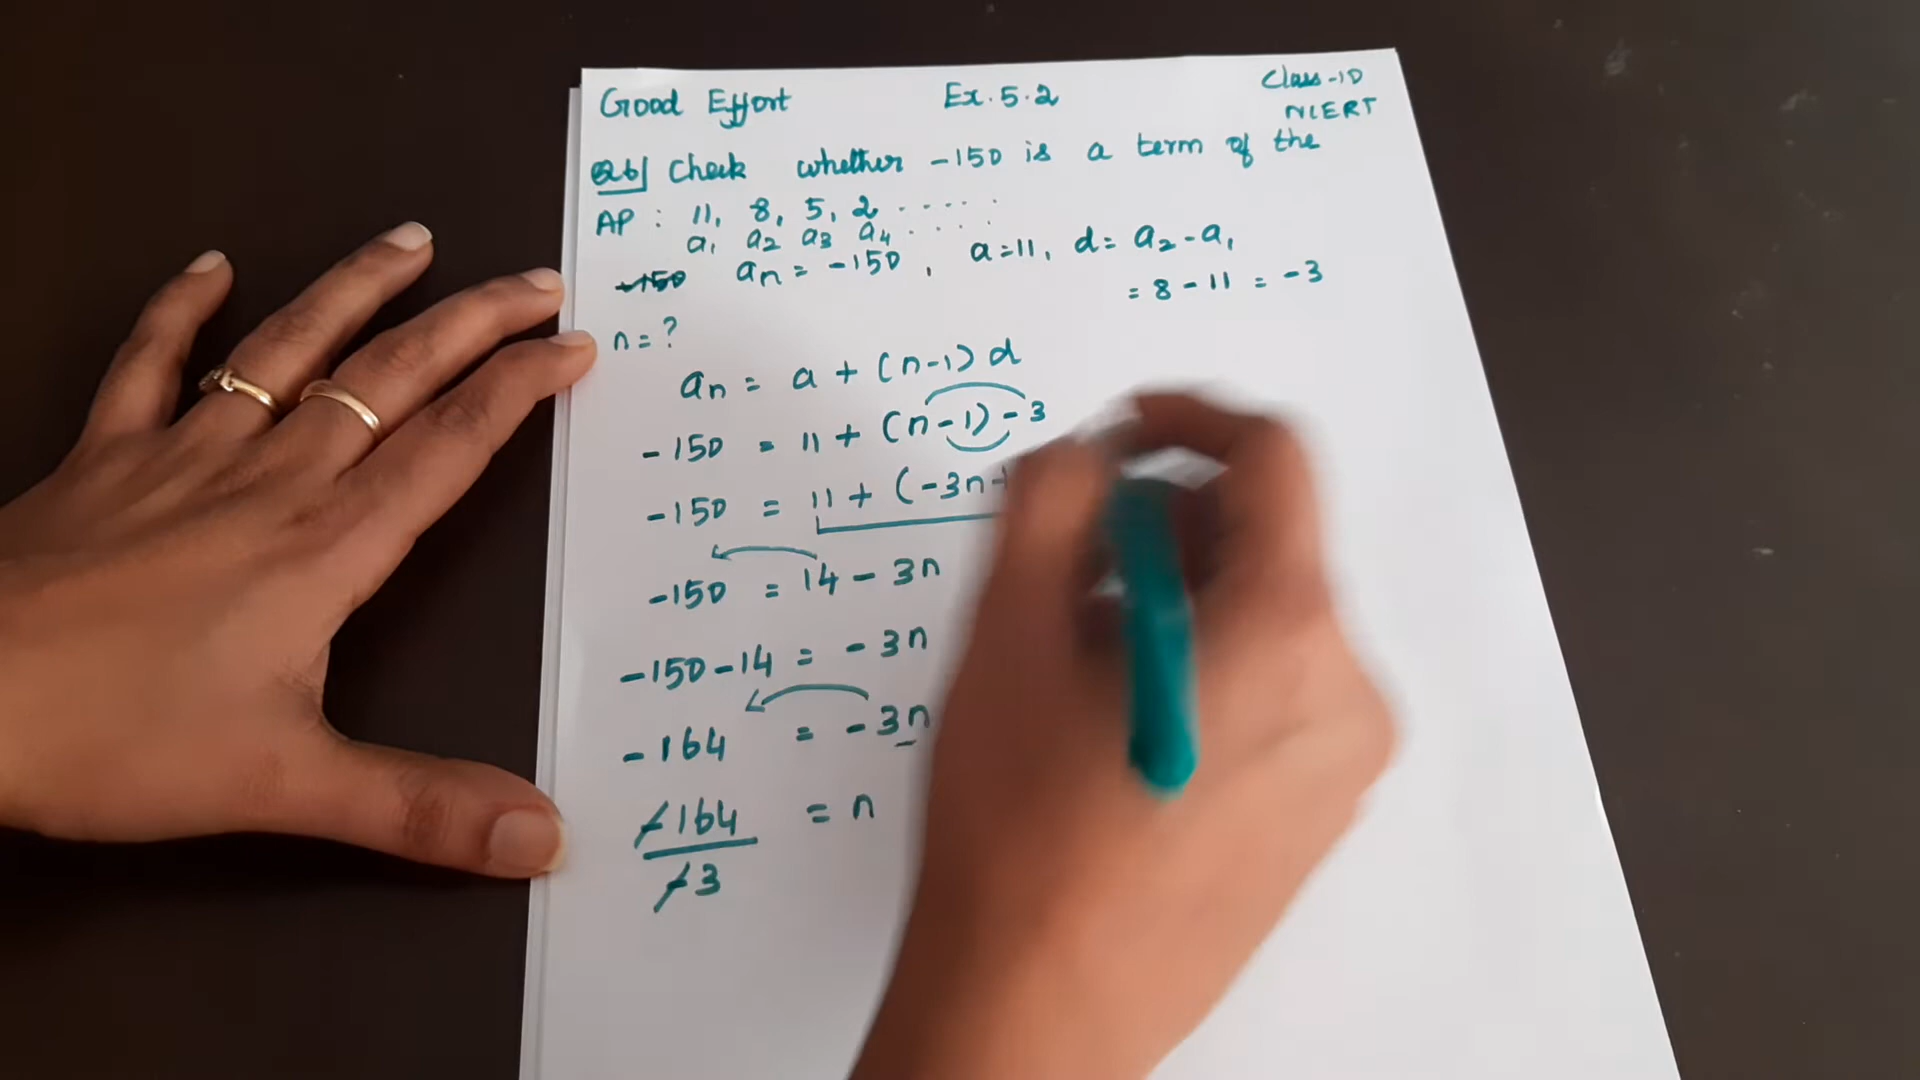 Good Effort Ex. 5.2 Class-10
NCERT
Q6) Check whether -150 is a term of the
AP : 11, 8, 5, 2 ........
a1 a2 a3 a4 .....
-150 an = -150 , a = 11, d = a2 - a1
= 8 - 11 = -3
n = ?
an = a + (n-1) d
-150 = 11 + (n-1) -3
-150 = 11 + (-3n
-150 = 14 - 3n
-150-14 = -3n
-164 = -3n
-164 = n
-3